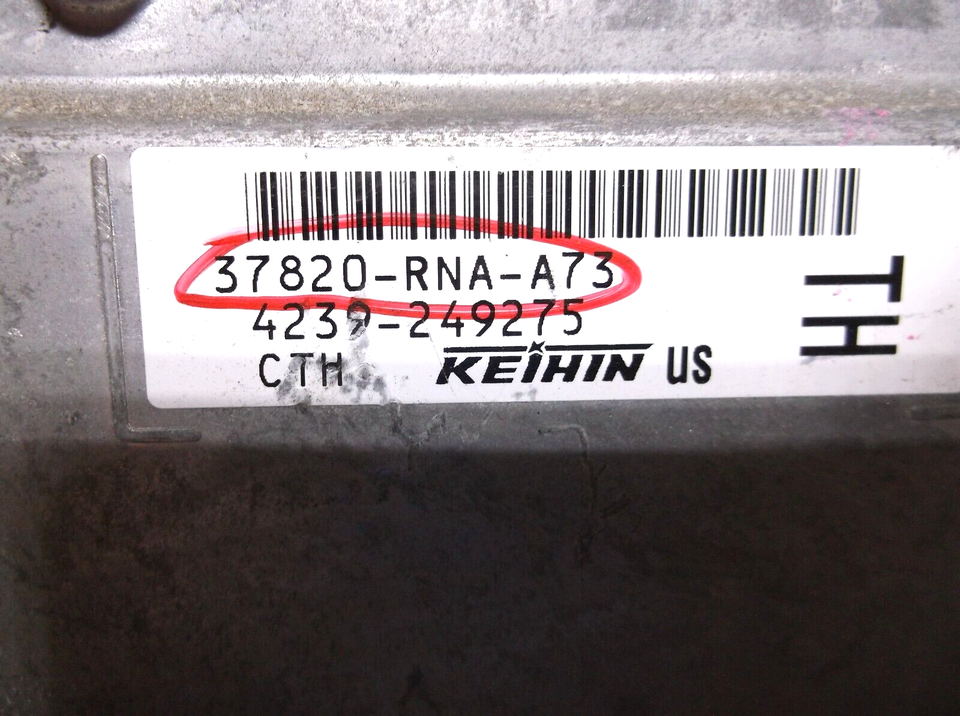 37820-RNA-A73
4239-249275
CTH KEIHIN US
TH